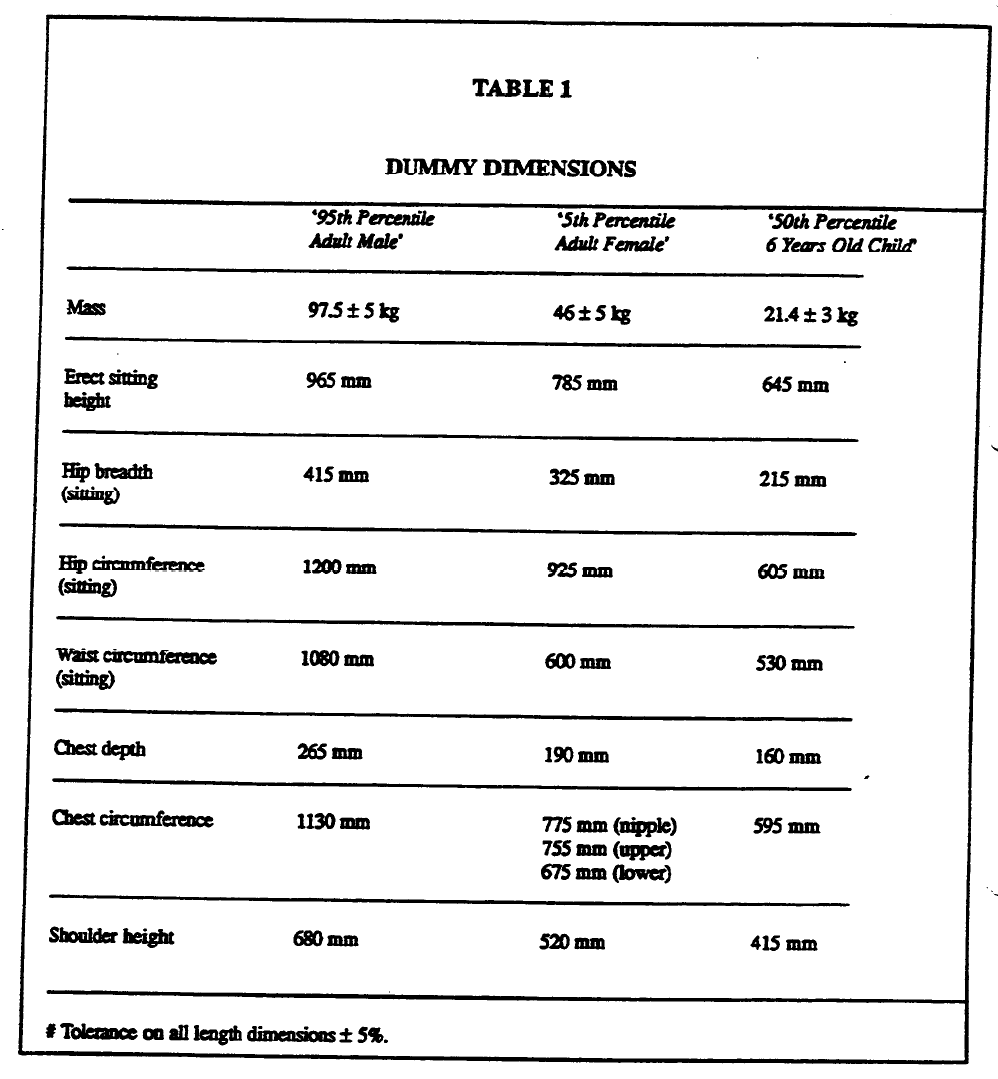 TABLE 1
DUMMY DIMENSIONS
'95th Percentile '5th Percentile '50th Percentile
Adult Male' Adult Female' 6 Years Old Child'
Mass 97.5 ± 5 kg 46 ± 5 kg 21.4 ± 3 kg
Erect sitting 965 mm 785 mm 645 mm
height
Hip breadth 415 mm 325 mm 215 mm
(sitting)
Hip circumference 1200 mm 925 mm 605 mm
(sitting)
Waist circumference 1080 mm 600 mm 530 mm
(sitting)
Chest depth 265 mm 190 mm 160 mm
Chest circumference 1130 mm 775 mm (nipple) 595 mm
755 mm (upper)
675 mm (lower)
Shoulder height 680 mm 520 mm 415 mm
# Tolerance on all length dimensions ± 5%.